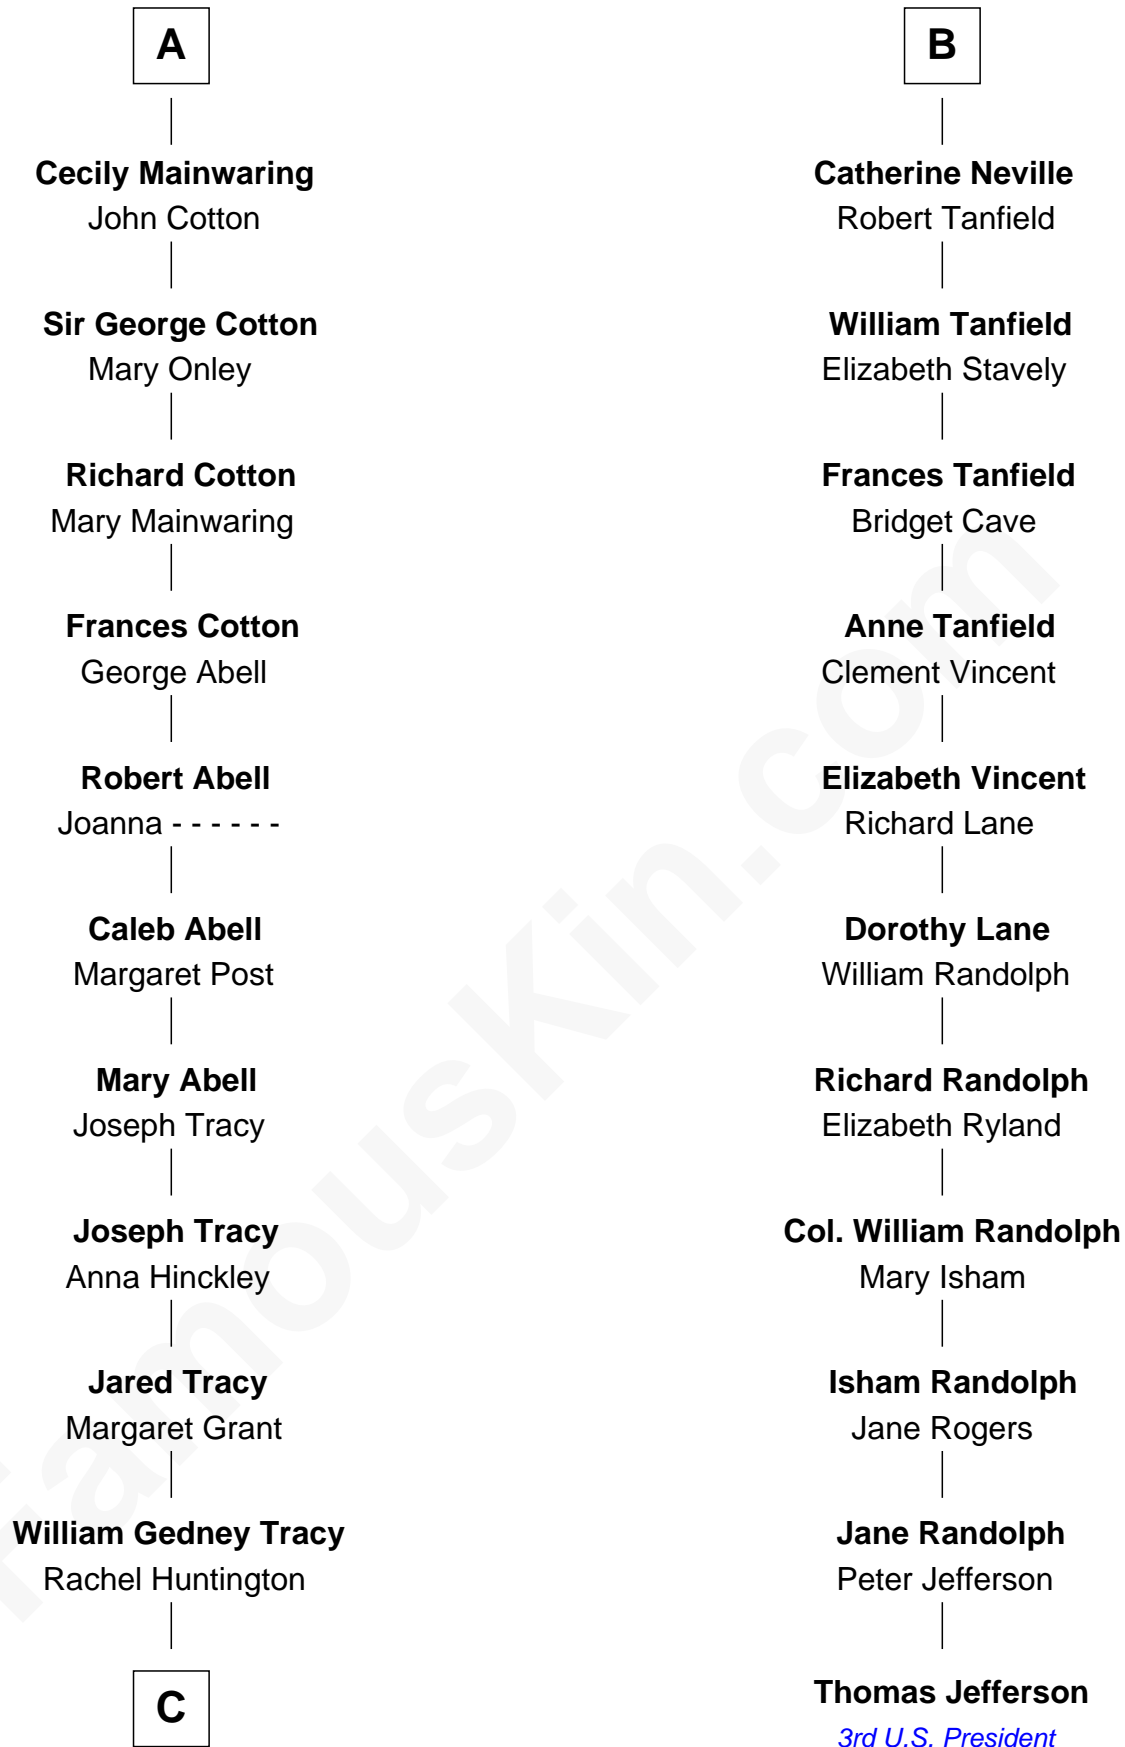 A
Cecily Mainwaring
John Cotton
Sir George Cotton
Mary Onley
Richard Cotton
Mary Mainwaring
Frances Cotton
George Abell
Robert Abell
Joanna - - - - - -
Caleb Abell
Margaret Post
Mary Abell
Joseph Tracy
Joseph Tracy
Anna Hinckley
Jared Tracy
Margaret Grant
William Gedney Tracy
Rachel Huntington
C
B
Catherine Neville
Robert Tanfield
William Tanfield
Elizabeth Stavely
Frances Tanfield
Bridget Cave
Anne Tanfield
Clement Vincent
Elizabeth Vincent
Richard Lane
Dorothy Lane
William Randolph
Richard Randolph
Elizabeth Ryland
Col. William Randolph
Mary Isham
Isham Randolph
Jane Rogers
Jane Randolph
Peter Jefferson
Thomas Jefferson
3rd U.S. President
FamousKin.com